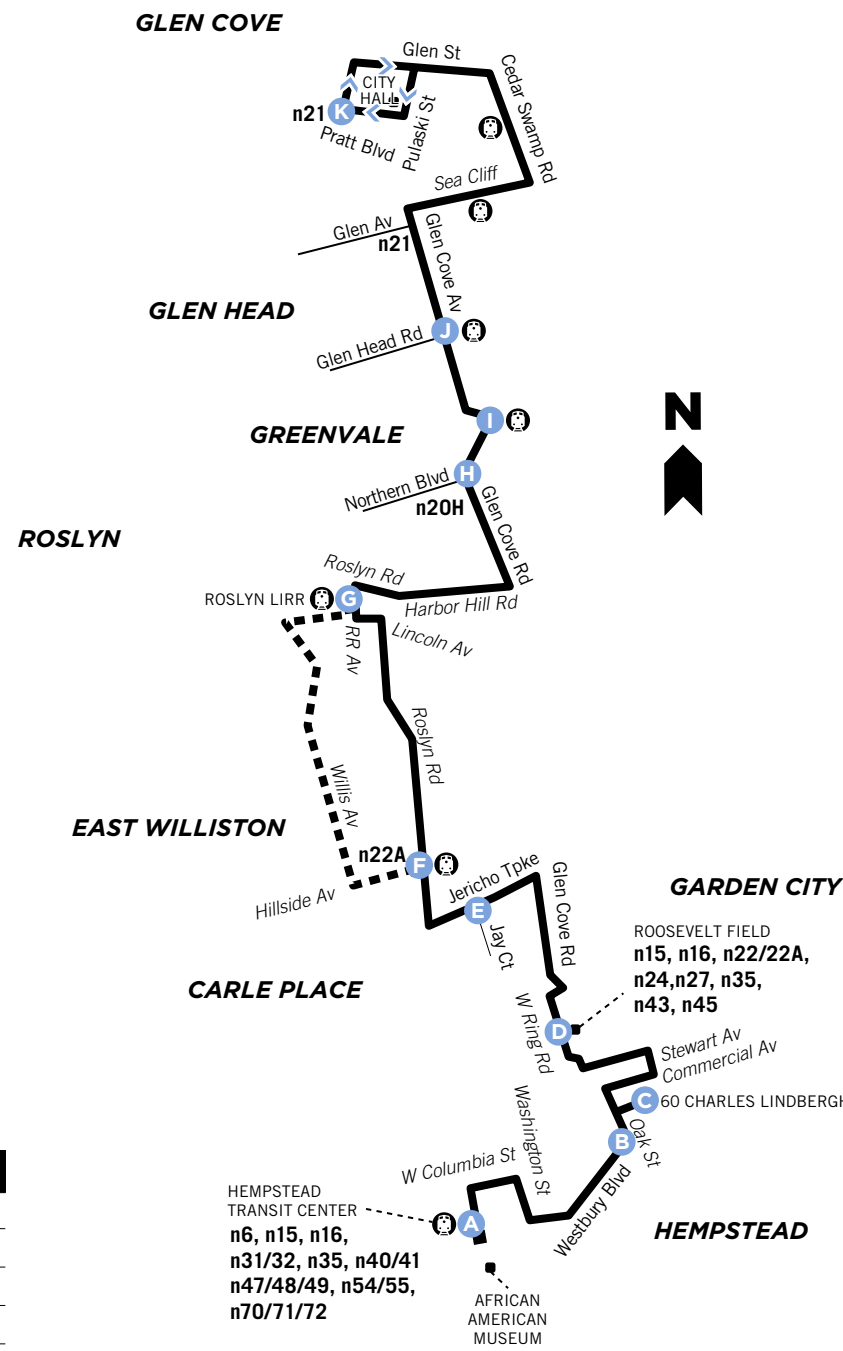 GLEN COVE
Glen St
Cedar Swamp Rd
CITY
HALL
n21
K
Pulaski St
Pratt Blvd
Sea Cliff
Glen Av
n21
Glen Cove Av
GLEN HEAD
J
Glen Head Rd
N
I
GREENVALE
H
Northern Blvd
n20H
Glen Cove Rd
ROSLYN
Roslyn Rd
ROSLYN LIRR
G
Harbor Hill Rd
RR Av
Lincoln Av
Roslyn Rd
Willis Av
EAST WILLISTON
n22A
F
Jericho Tpke
Hillside Av
Glen Cove Rd
GARDEN CITY
E
Jay Ct
ROOSEVELT FIELD
n15, n16, n22/22A,
n24,n27, n35,
n43, n45
CARLE PLACE
W Ring Rd
D
Stewart Av
Commercial Av
C
60 CHARLES LINDBERGH
Washington St
Oak St
B
W Columbia St
Westbury Blvd
HEMPSTEAD
TRANSIT CENTER
A
n6, n15, n16,
n31/32, n35, n40/41
n47/48/49, n54/55,
n70/71/72
HEMPSTEAD
AFRICAN
AMERICAN
MUSEUM